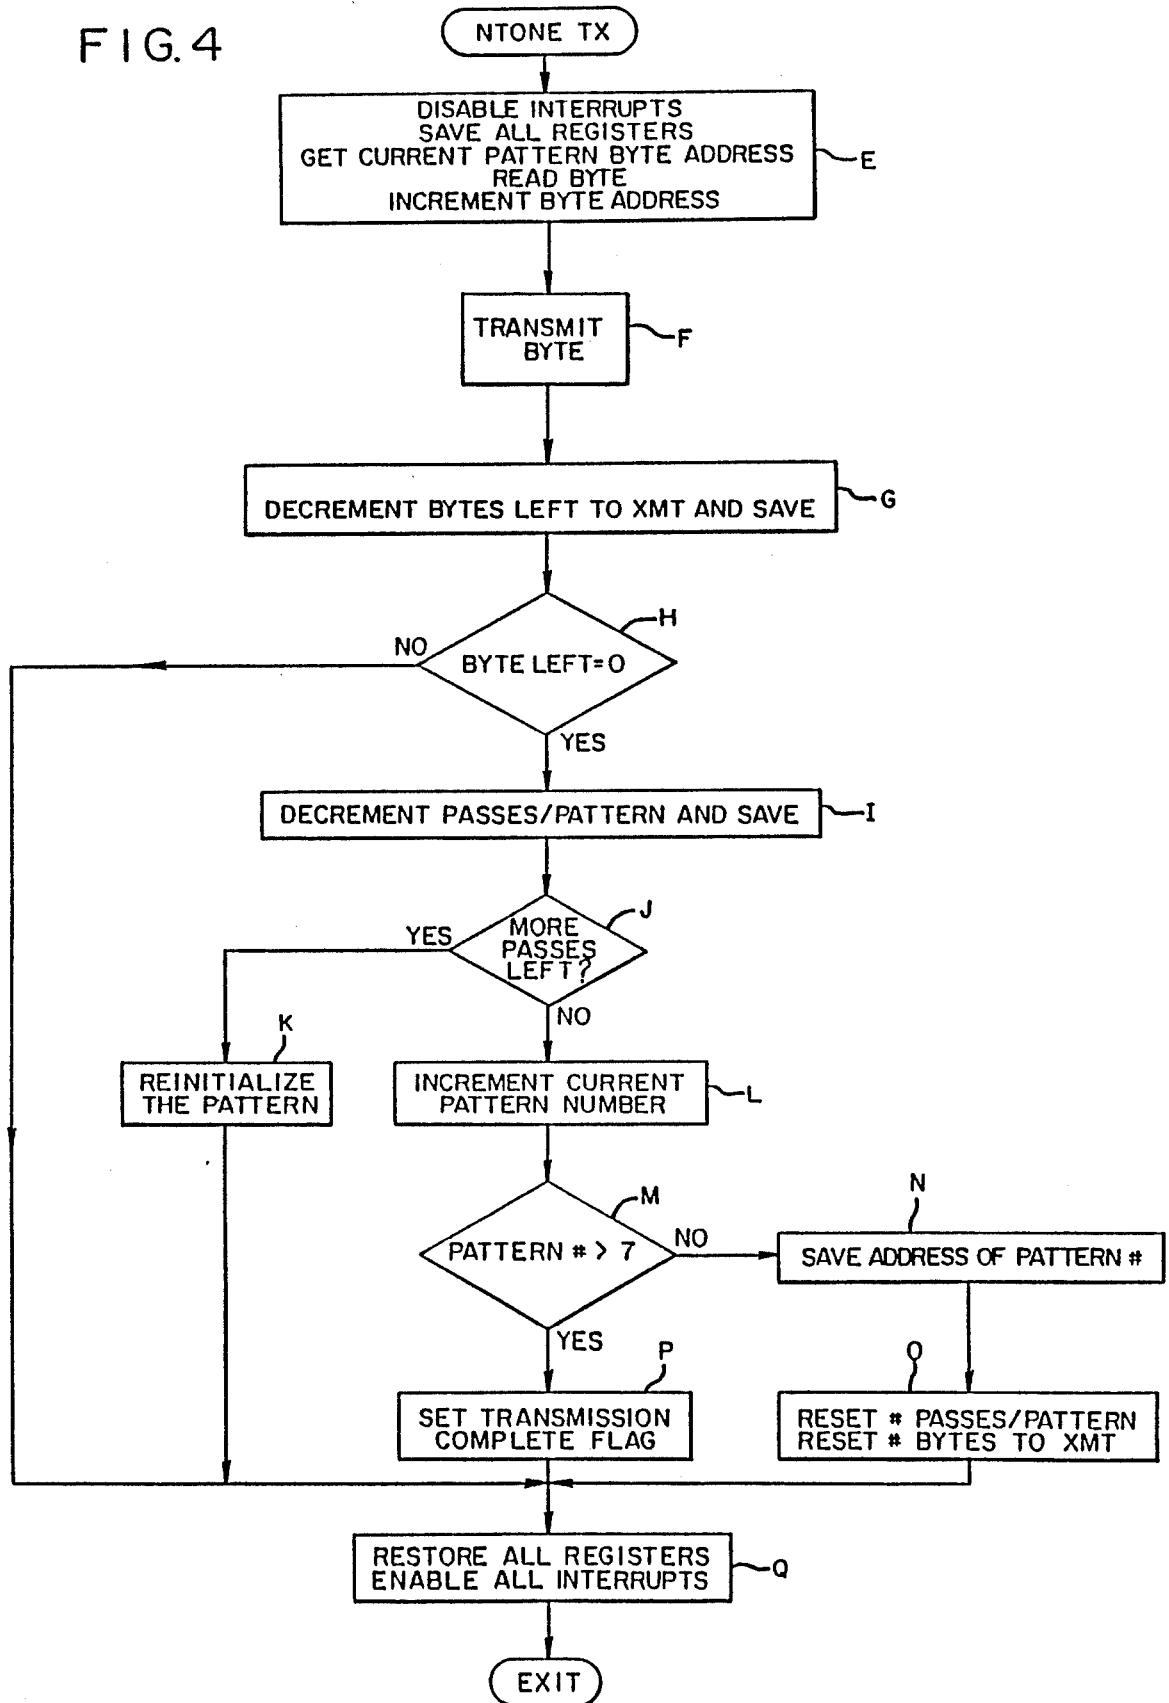 FIG. 4
NTONE TX
DISABLE INTERRUPTS
SAVE ALL REGISTERS
GET CURRENT PATTERN BYTE ADDRESS
READ BYTE
INCREMENT BYTE ADDRESS
E
TRANSMIT
BYTE
F
DECREMENT BYTES LEFT TO XMT AND SAVE
G
H
NO
BYTE LEFT=0
YES
DECREMENT PASSES/PATTERN AND SAVE
I
J
YES
MORE
PASSES
LEFT?
NO
K
REINITIALIZE
THE PATTERN
INCREMENT CURRENT
PATTERN NUMBER
L
M
PATTERN # > 7
NO
N
SAVE ADDRESS OF PATTERN #
YES
P
SET TRANSMISSION
COMPLETE FLAG
O
RESET # PASSES/PATTERN
RESET # BYTES TO XMT
RESTORE ALL REGISTERS
ENABLE ALL INTERRUPTS
Q
EXIT